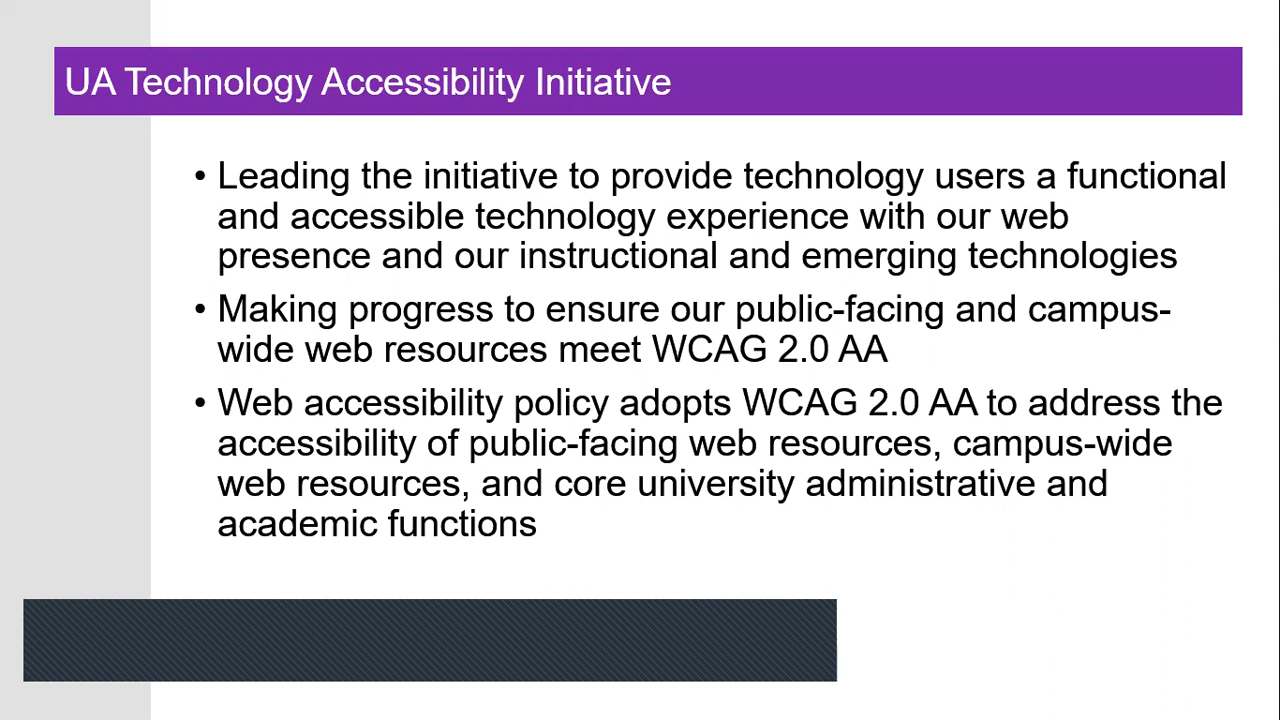 UA Technology Accessibility Initiative
• Leading the initiative to provide technology users a functional
and accessible technology experience with our web
presence and our instructional and emerging technologies
• Making progress to ensure our public-facing and campus-
wide web resources meet WCAG 2.0 AA
• Web accessibility policy adopts WCAG 2.0 AA to address the
accessibility of public-facing web resources, campus-wide
web resources, and core university administrative and
academic functions